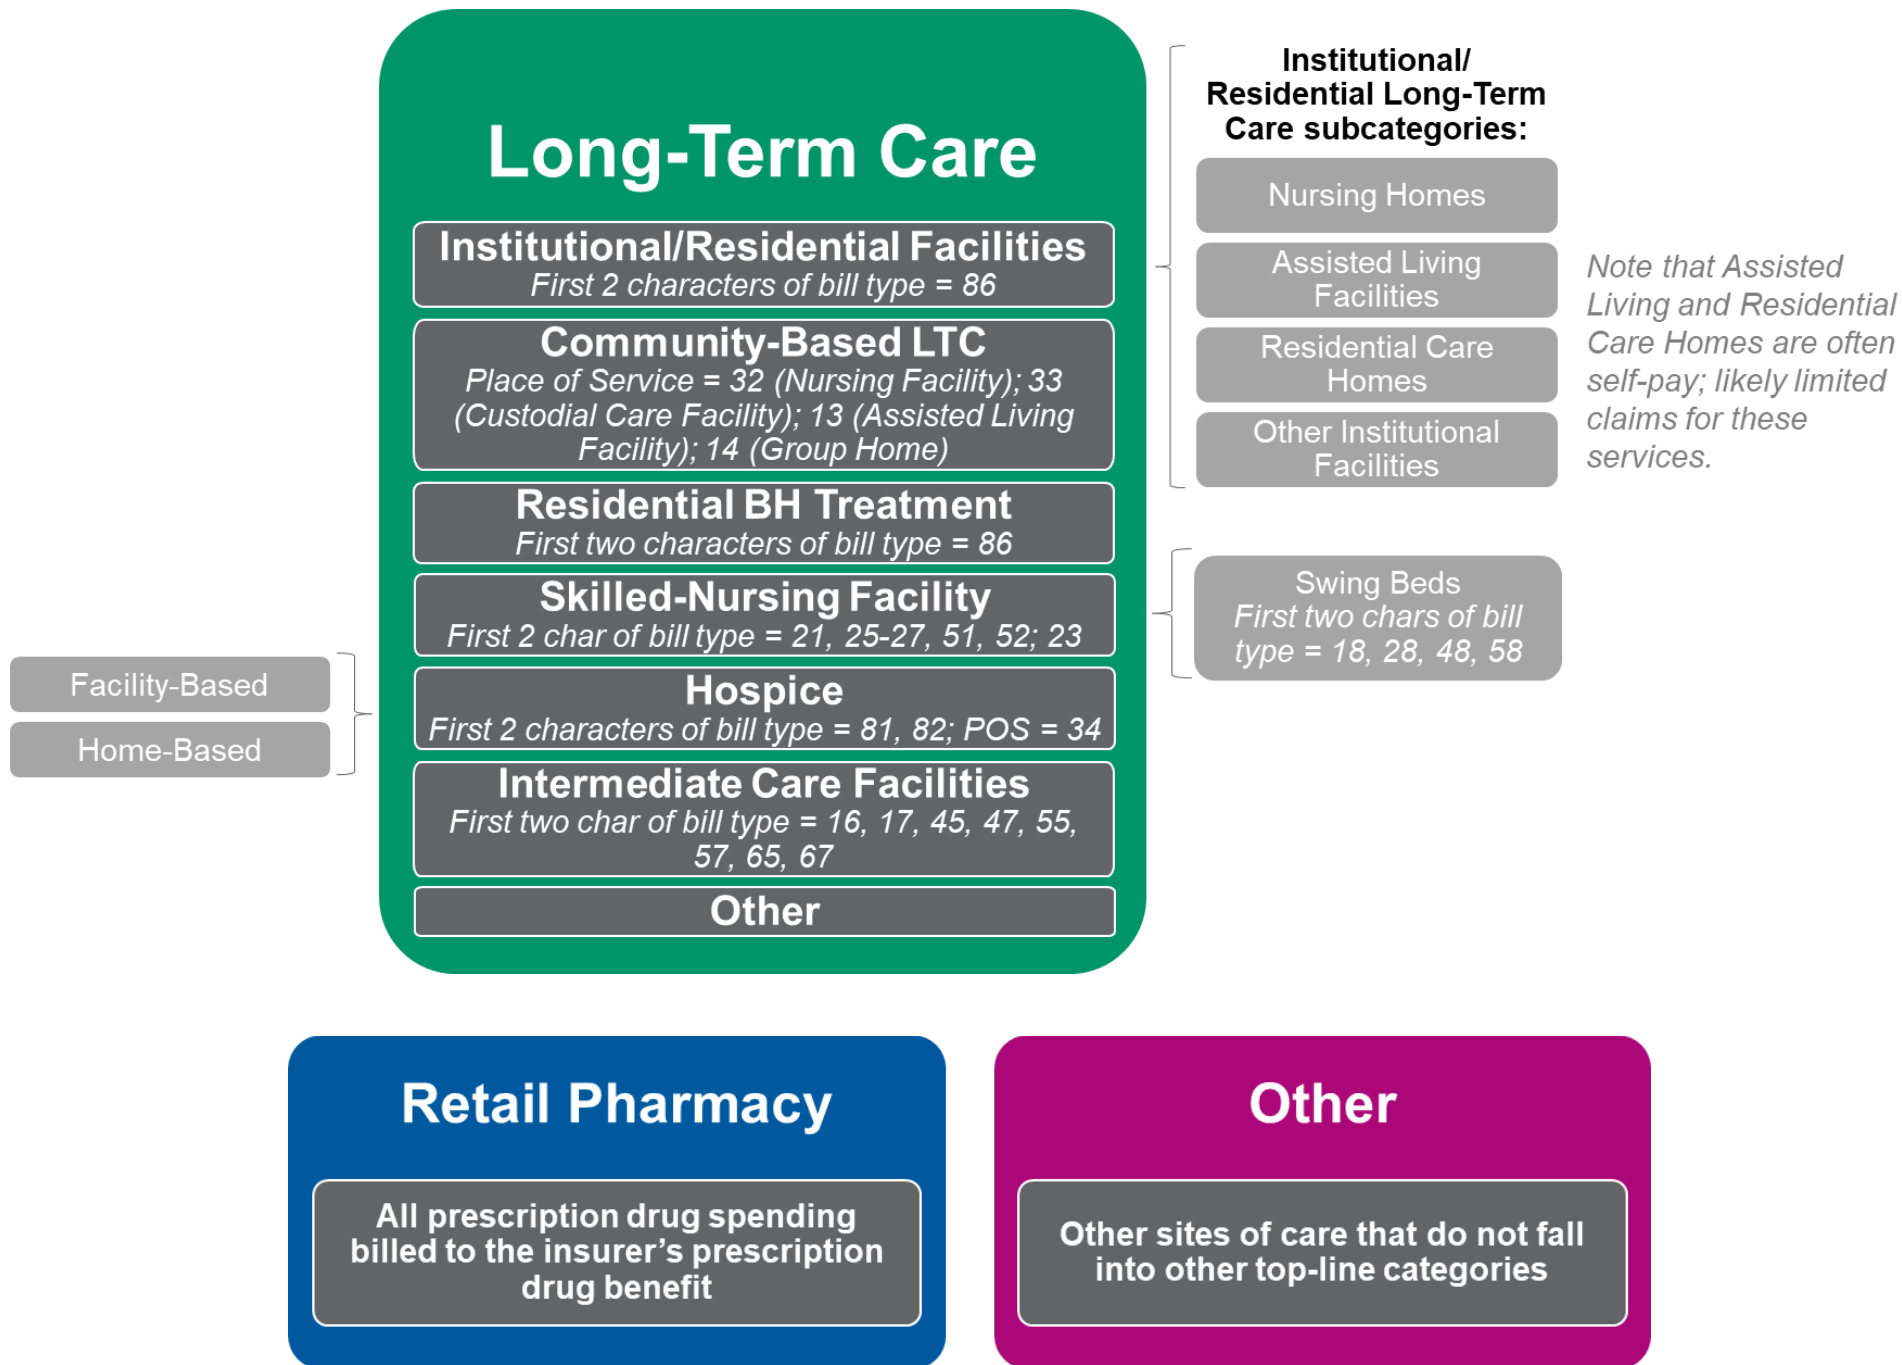 Long-Term Care
Institutional/Residential Facilities
First 2 characters of bill type = 86
Community-Based LTC
Place of Service = 32 (Nursing Facility); 33
(Custodial Care Facility); 13 (Assisted Living
Facility); 14 (Group Home)
Residential BH Treatment
First two characters of bill type = 86
Skilled-Nursing Facility
First 2 char of bill type = 21, 25-27, 51, 52; 23
Hospice
First 2 characters of bill type = 81, 82; POS = 34
Intermediate Care Facilities
First two char of bill type = 16, 17, 45, 47, 55,
57, 65, 67
Other
Institutional/
Residential Long-Term
Care subcategories:
Nursing Homes
Assisted Living
Facilities
Residential Care
Homes
Other Institutional
Facilities
Note that Assisted
Living and Residential
Care Homes are often
self-pay; likely limited
claims for these
services.
Swing Beds
First two chars of bill
type = 18, 28, 48, 58
Facility-Based
Home-Based
Retail Pharmacy
All prescription drug spending
billed to the insurer’s prescription
drug benefit
Other
Other sites of care that do not fall
into other top-line categories